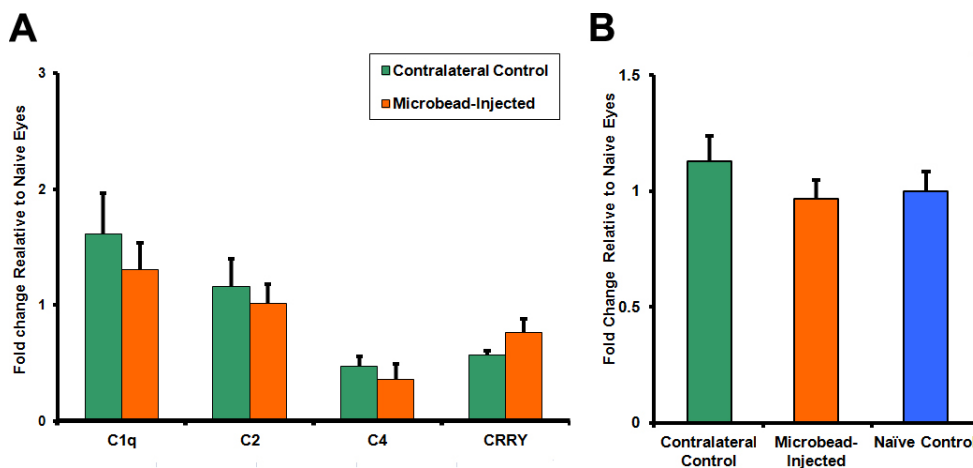 A
Fold change Realative to Naive Eyes
3
2
1
0
Contralateral Control
Microbead-Injected
C1q
C2
C4
CRRY
B
Fold Change Relative to Naive Eyes
1.5
1
0.5
0
Contralateral
Control
Microbead-
Injected
Naïve Control